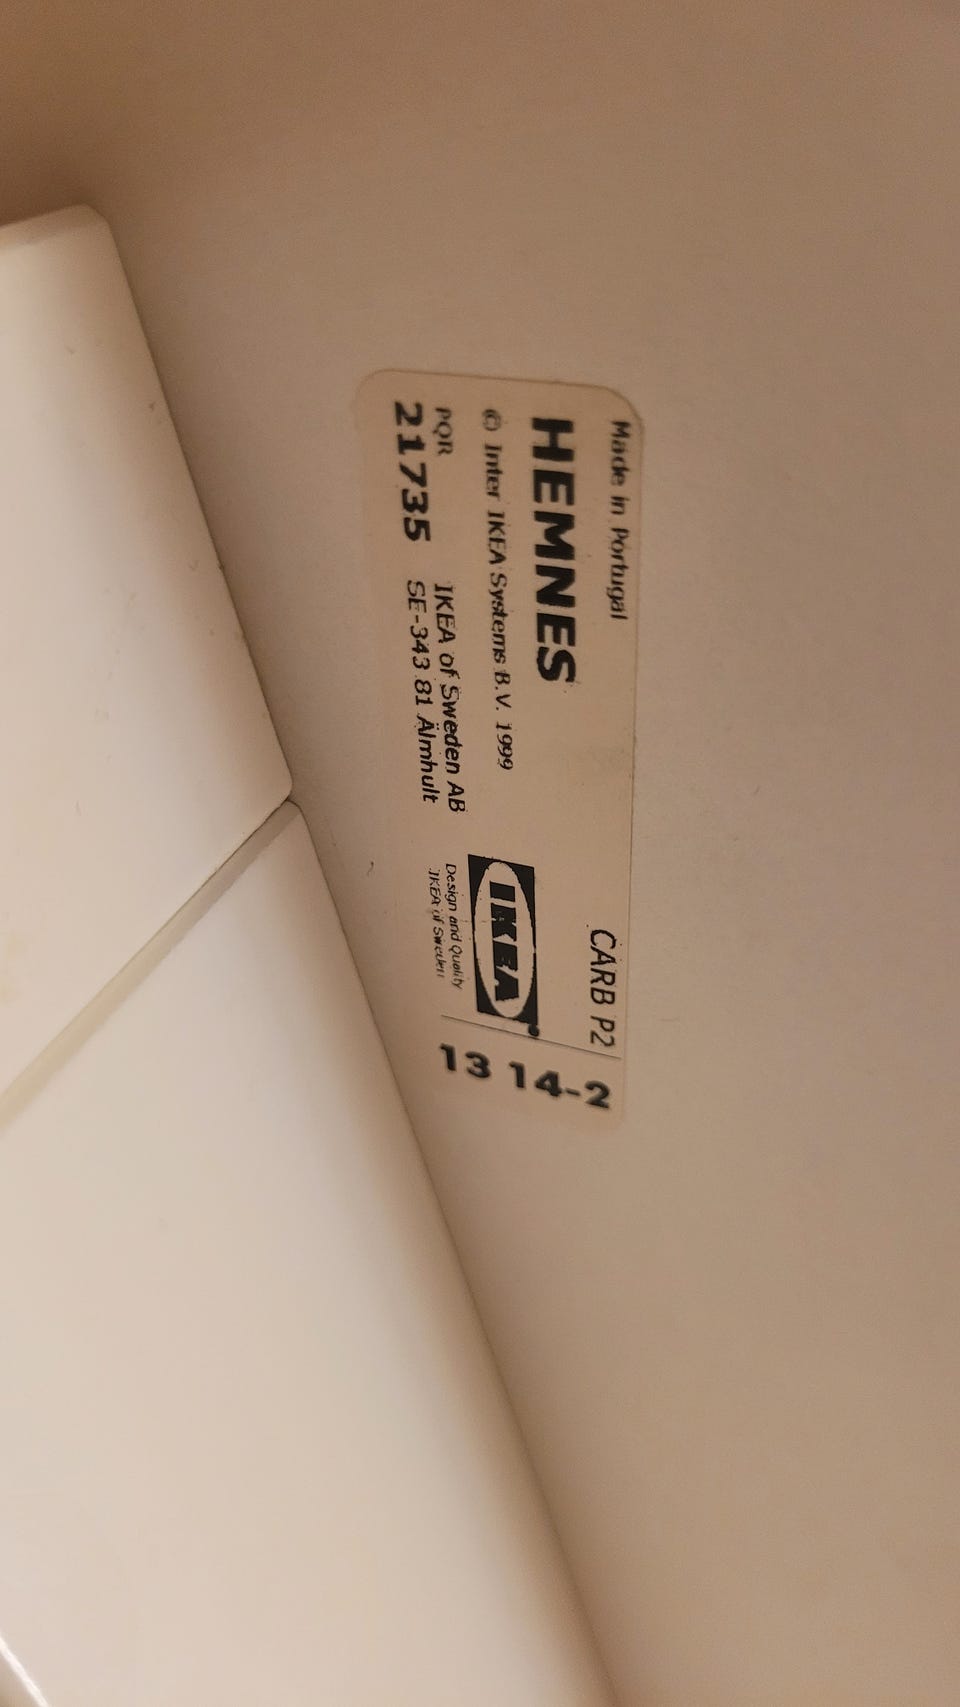 Made in Portugal
CARB P2
HEMNES
© Inter IKEA Systems B.V. 1999
IKEA®
PQR
21735
IKEA of Sweden AB
SE-343 81 Älmhult
Design and Quality
IKEA of Sweden
13 14-2